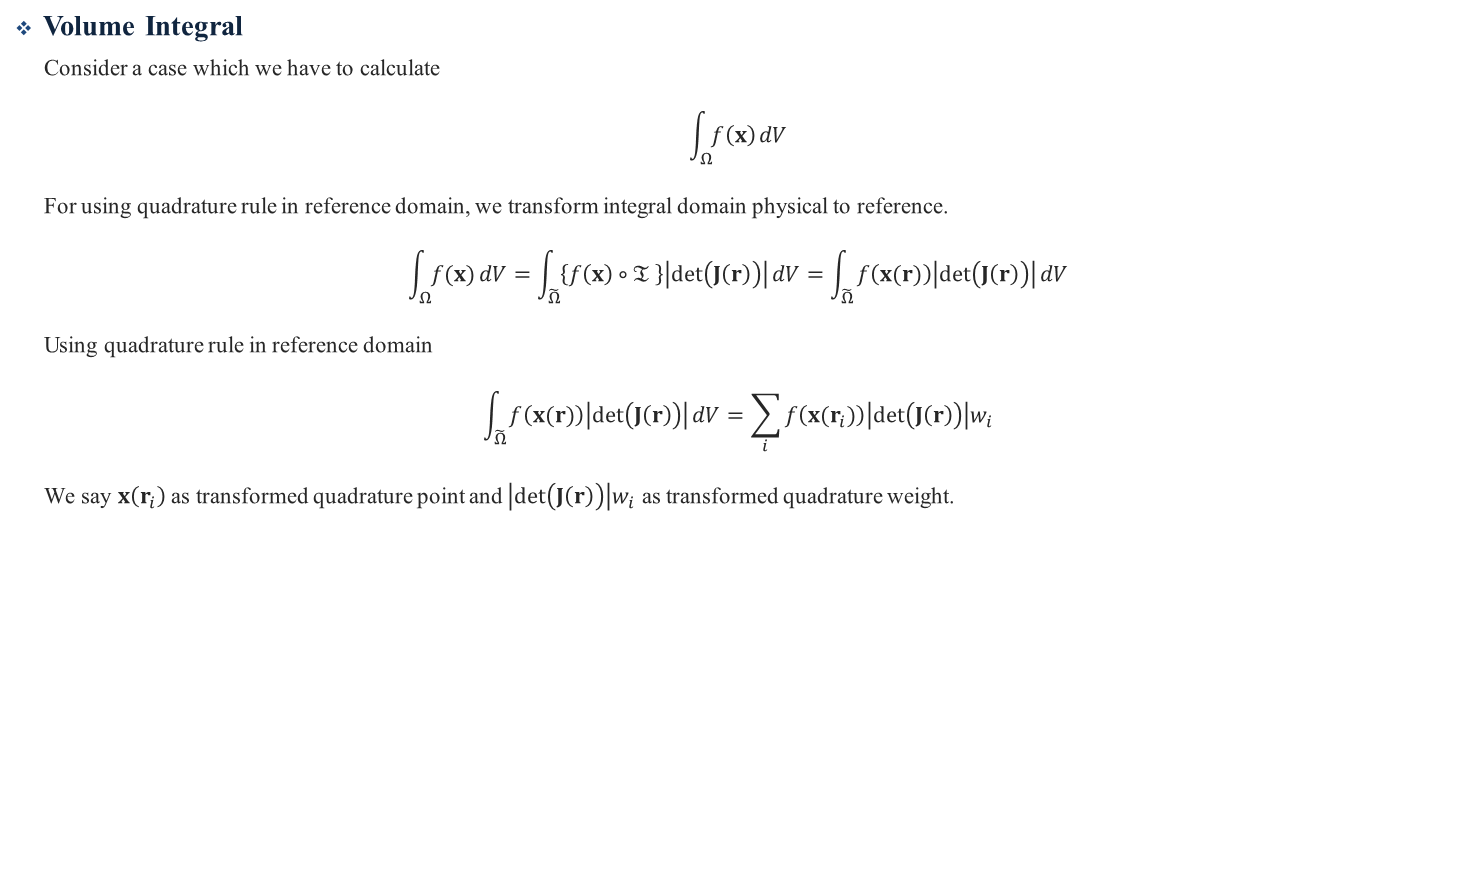 ❖ Volume Integral
Consider a case which we have to calculate
∫_Ω f(𝐱) dV
For using quadrature rule in reference domain, we transform integral domain physical to reference.
∫_Ω f(𝐱) dV = ∫_Ω̃ {f(𝐱) ∘ 𝔗 }|det(𝐉(𝐫))| dV = ∫_Ω̃ f(𝐱(𝐫))|det(𝐉(𝐫))| dV
Using quadrature rule in reference domain
∫_Ω̃ f(𝐱(𝐫))|det(𝐉(𝐫))| dV = ∑_i f(𝐱(𝐫_i))|det(𝐉(𝐫))|w_i
We say 𝐱(𝐫_i) as transformed quadrature point and |det(𝐉(𝐫))|w_i as transformed quadrature weight.